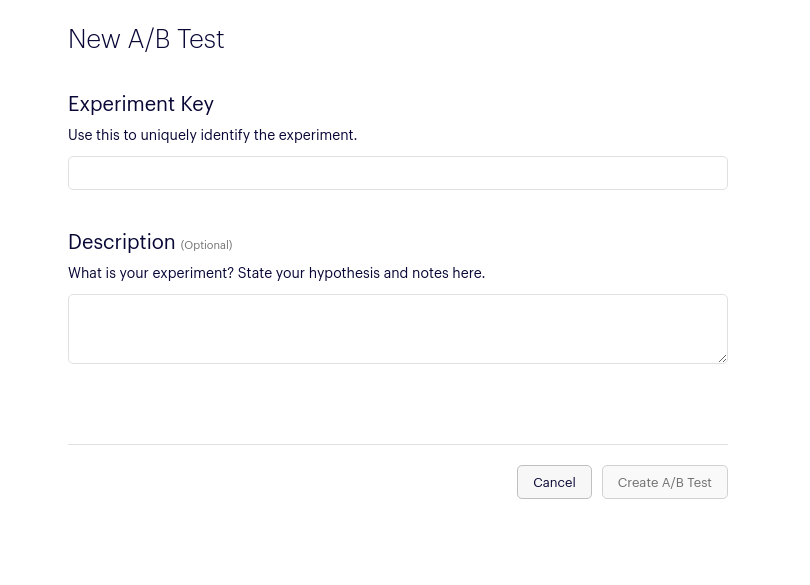 New A/B Test
Experiment Key
Use this to uniquely identify the experiment.
Description (Optional)
What is your experiment? State your hypothesis and notes here.
Cancel
Create A/B Test